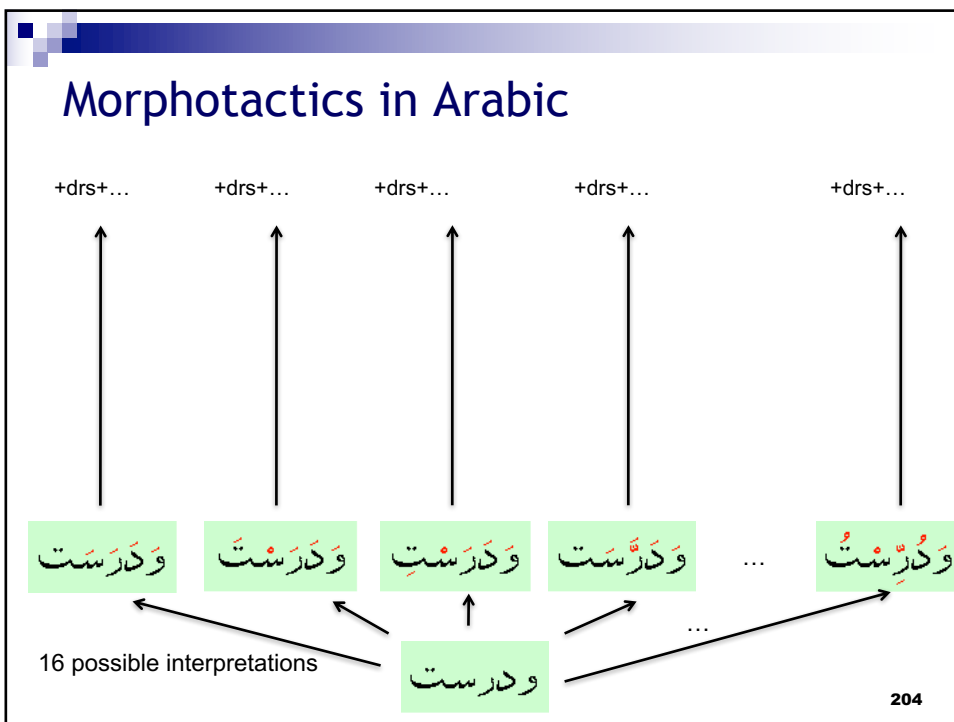 Morphotactics in Arabic
+drs+… +drs+… +drs+… +drs+… +drs+…
وَدَرَسَت وَدَرَسْتَ وَدَرَسْتِ وَدَرَّسَت … وَدُرِّسْتُ
…
16 possible interpretations
ودرست
204